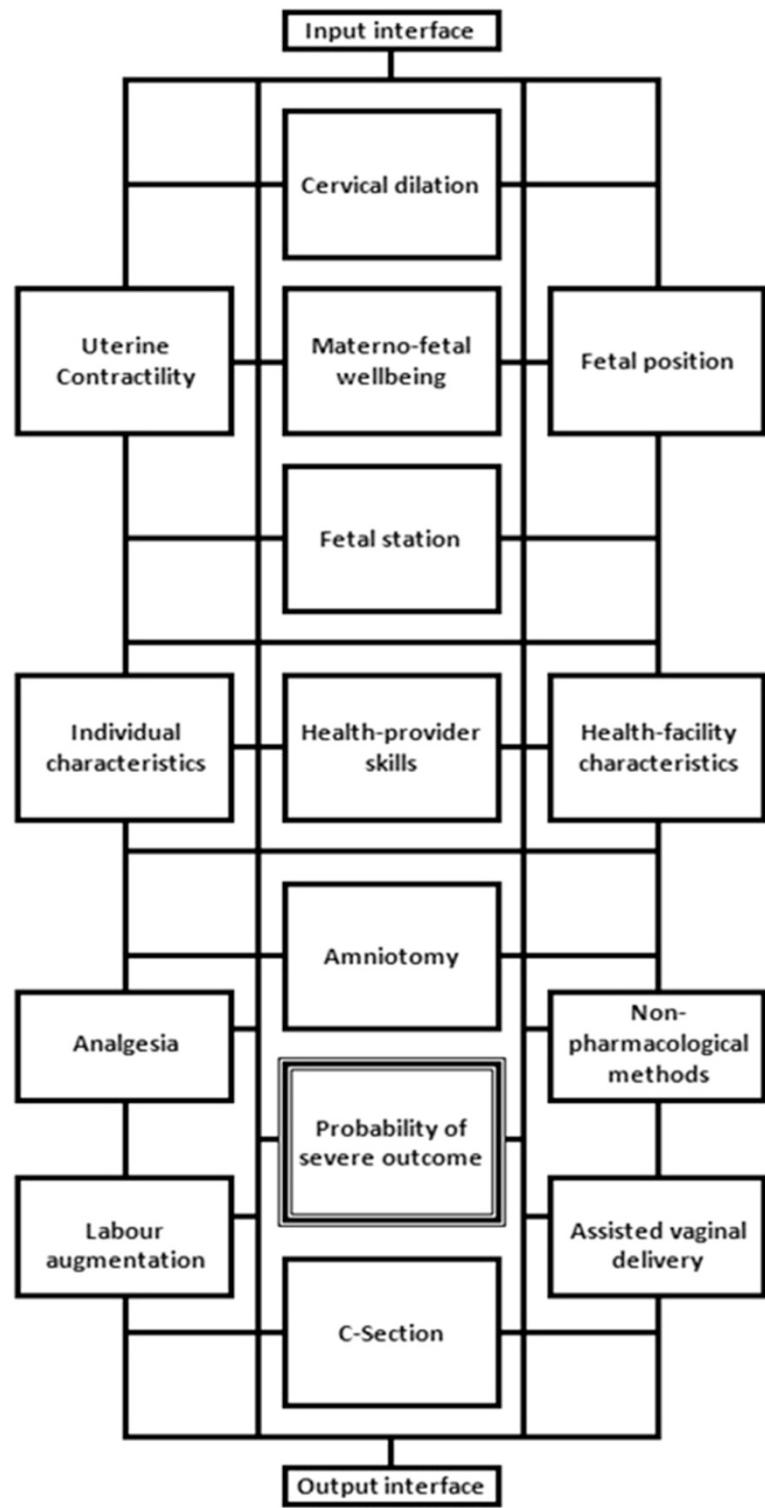 Input interface
Cervical dilation
Uterine
Contractility
Materno-fetal
wellbeing
Fetal position
Fetal station
Individual
characteristics
Health-provider
skills
Health-facility
characteristics
Amniotomy
Analgesia
Non-
pharmacological
methods
Probability of
severe outcome
Labour
augmentation
Assisted vaginal
delivery
C-Section
Output interface